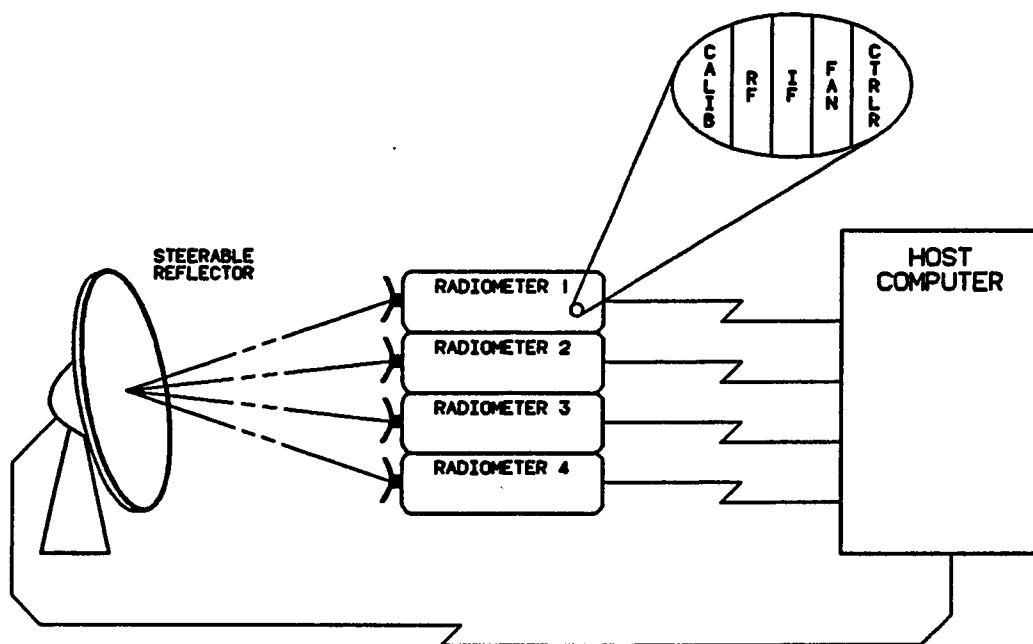 CALIB
RF
IF
FAN
CTRLR
STEERABLE
REFLECTOR
RADIOMETER 1
RADIOMETER 2
RADIOMETER 3
RADIOMETER 4
HOST
COMPUTER